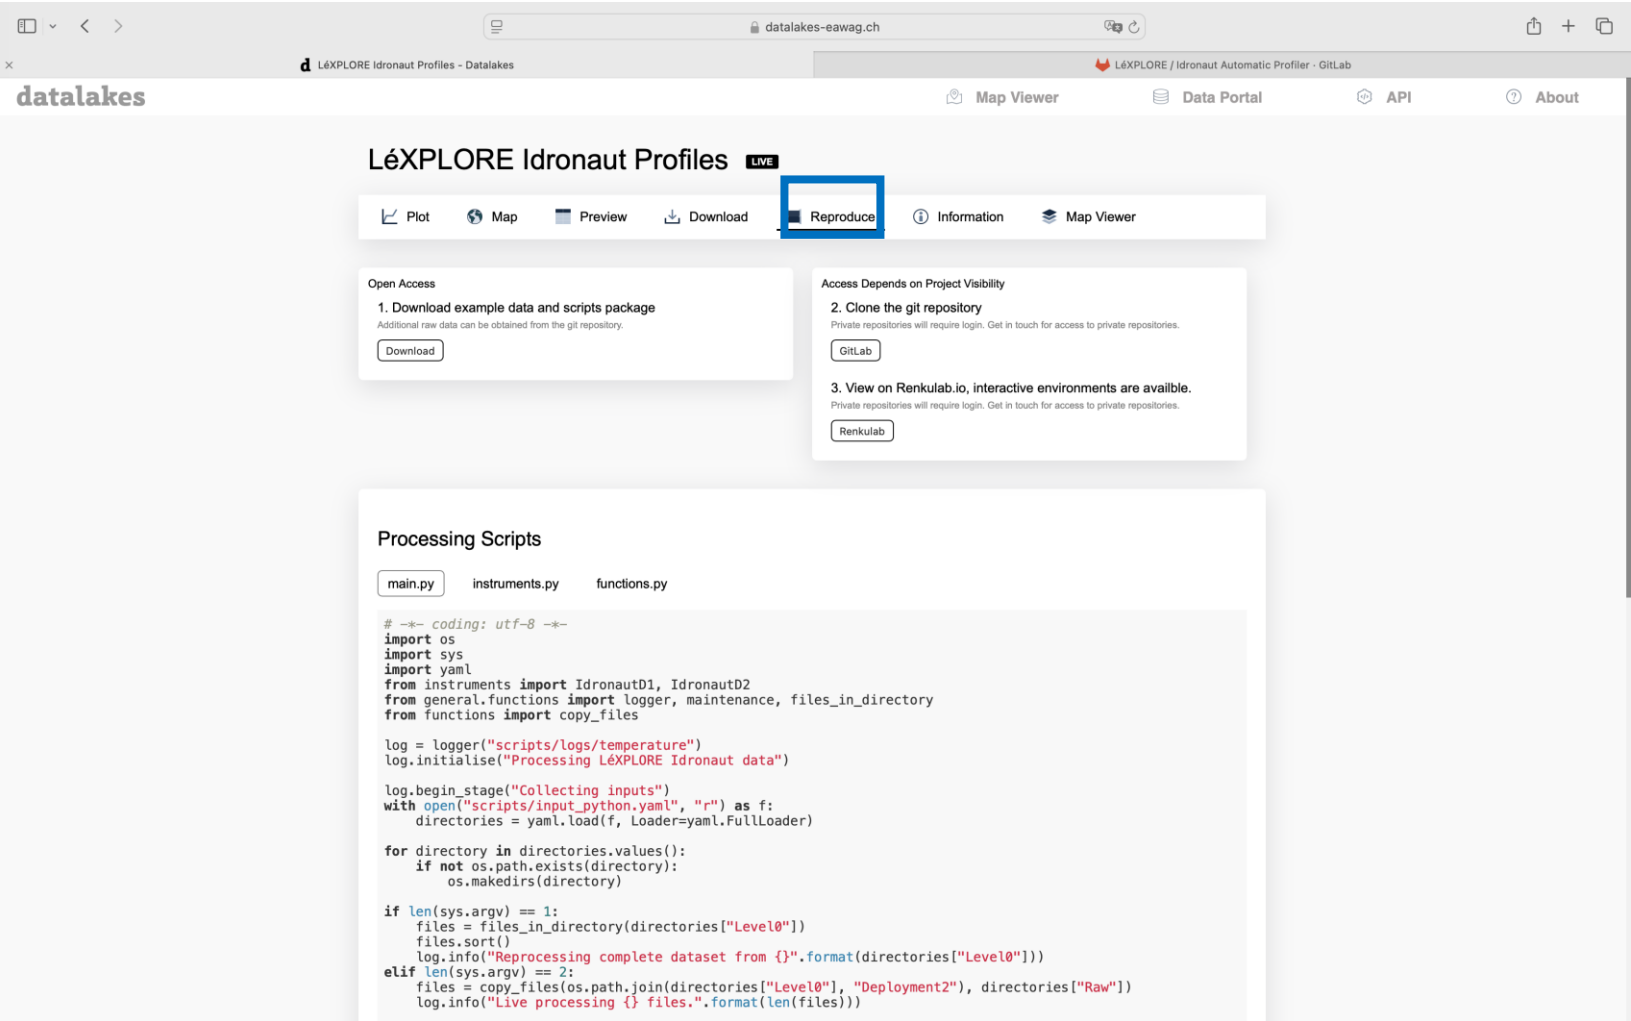 datalakes-eawag.ch
LéXPLORE Idronaut Profiles - Datalakes
LéXPLORE / Idronaut Automatic Profiler · GitLab
datalakes
Map Viewer
Data Portal
API
About
LéXPLORE Idronaut Profiles LIVE
Plot
Map
Preview
Download
Reproduce
Information
Map Viewer
Open Access
1. Download example data and scripts package
Additional raw data can be obtained from the git repository.
Download
Access Depends on Project Visibility
2. Clone the git repository
Private repositories will require login. Get in touch for access to private repositories.
GitLab
3. View on Renkulab.io, interactive environments are availble.
Private repositories will require login. Get in touch for access to private repositories.
Renkulab
Processing Scripts
main.py
instruments.py
functions.py
# -*- coding: utf-8 -*-
import os
import sys
import yaml
from instruments import IdronautD1, IdronautD2
from general.functions import logger, maintenance, files_in_directory
from functions import copy_files
log = logger("scripts/logs/temperature")
log.initialise("Processing LéXPLORE Idronaut data")
log.begin_stage("Collecting inputs")
with open("scripts/input_python.yaml", "r") as f:
    directories = yaml.load(f, Loader=yaml.FullLoader)
for directory in directories.values():
    if not os.path.exists(directory):
        os.makedirs(directory)
if len(sys.argv) == 1:
    files = files_in_directory(directories["Level0"])
    files.sort()
    log.info("Reprocessing complete dataset from {}".format(directories["Level0"]))
elif len(sys.argv) == 2:
    files = copy_files(os.path.join(directories["Level0"], "Deployment2"), directories["Raw"])
    log.info("Live processing {} files.".format(len(files)))